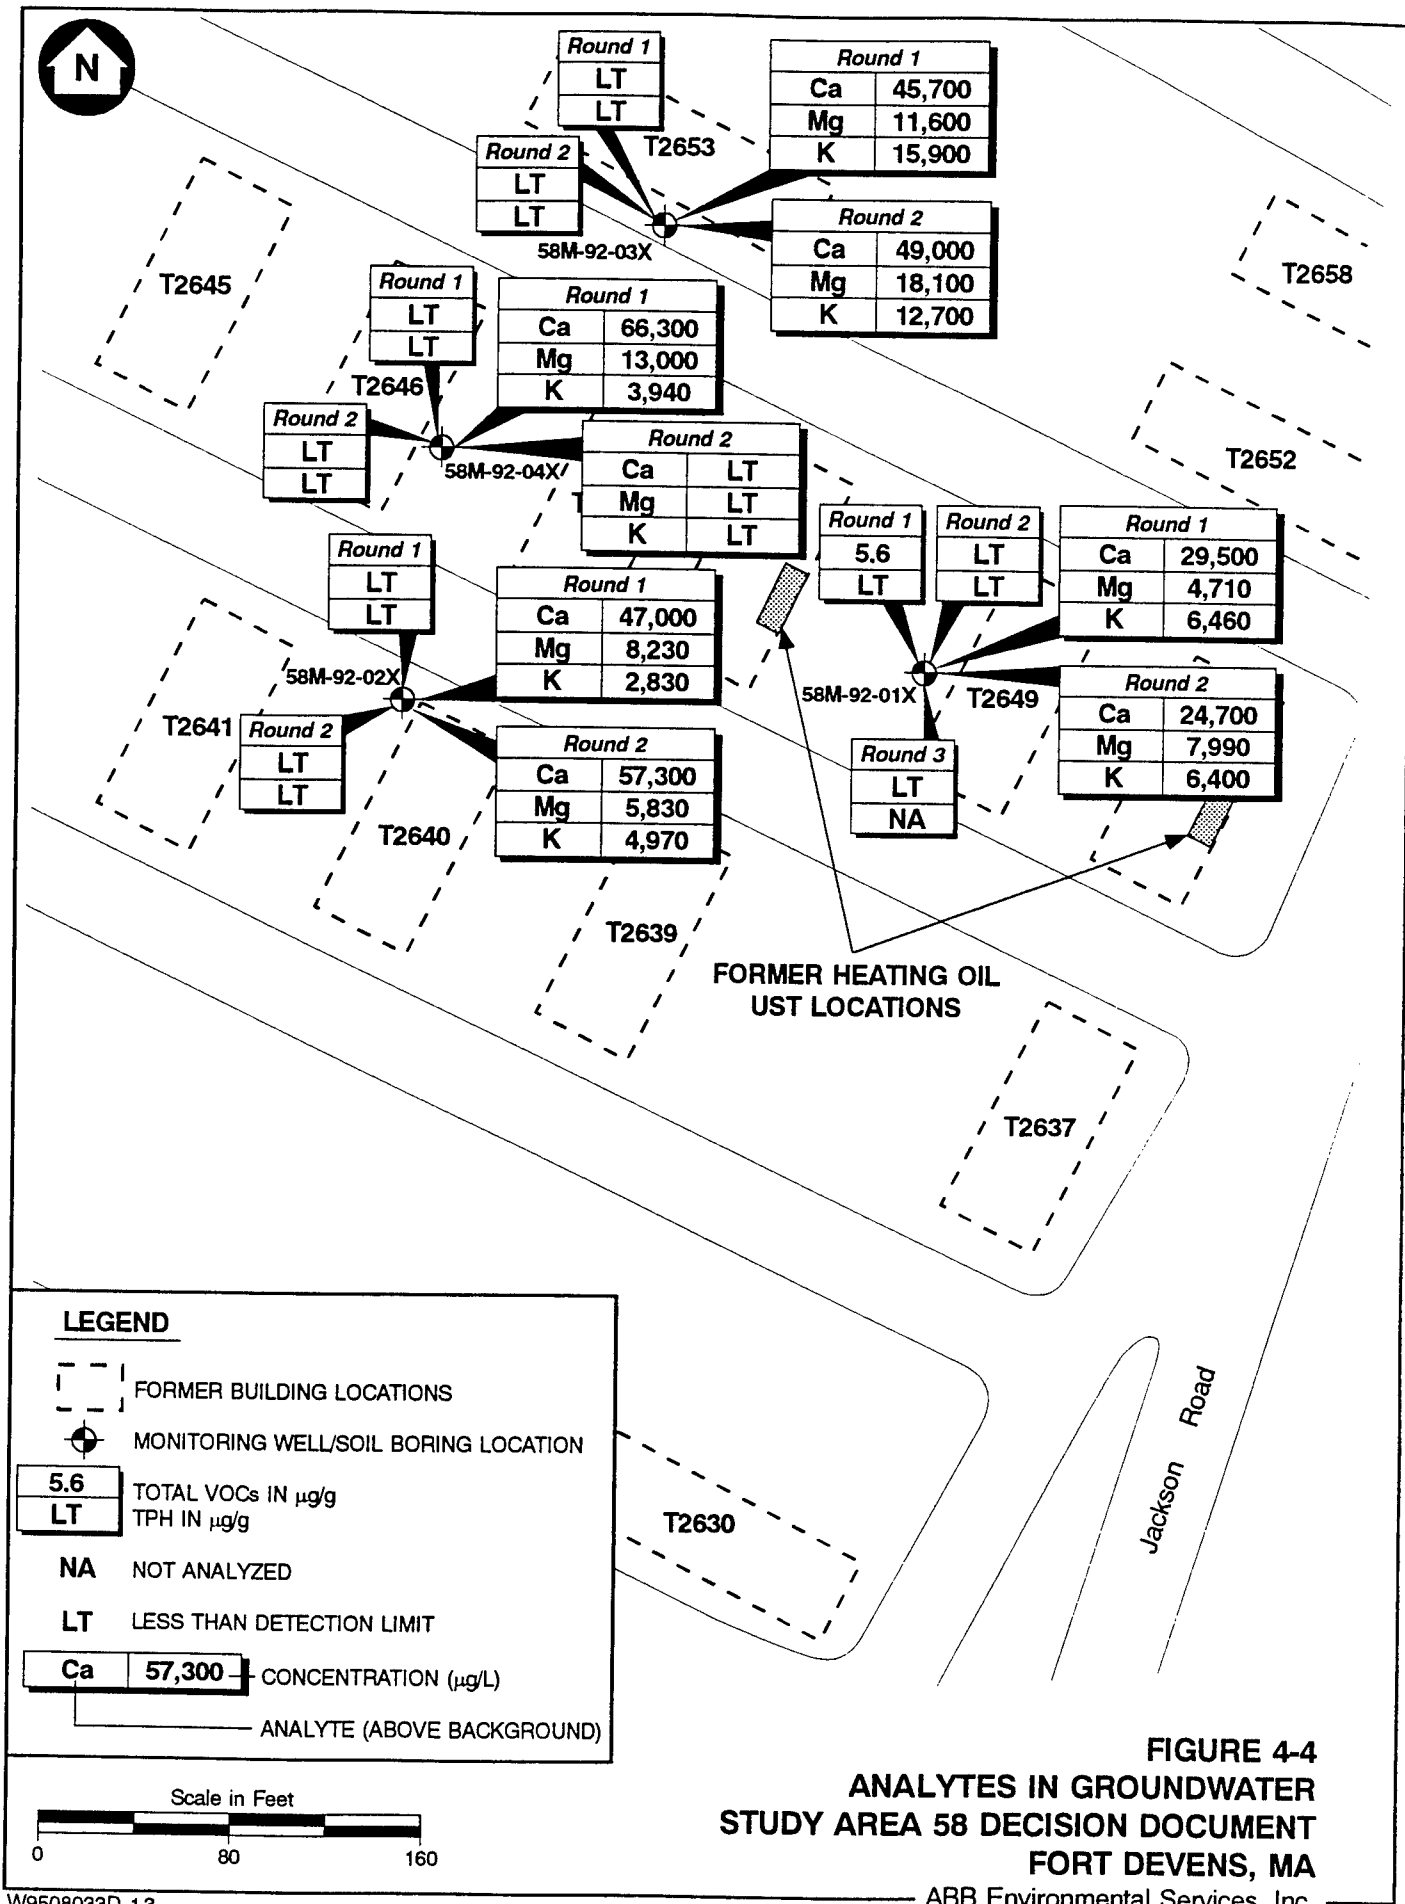 N
Round 1
LT
LT
Round 2
LT
LT
T2653
58M-92-03X
Round 1
Ca 45,700
Mg 11,600
K 15,900
Round 2
Ca 49,000
Mg 18,100
K 12,700
T2645
T2658
Round 1
LT
LT
T2646
Round 1
Ca 66,300
Mg 13,000
K 3,940
Round 2
LT
LT
58M-92-04X
Round 2
Ca LT
Mg LT
K LT
T2652
Round 1
LT
LT
58M-92-02X
Round 1
Ca 47,000
Mg 8,230
K 2,830
T2641
Round 2
LT
LT
Round 2
Ca 57,300
Mg 5,830
K 4,970
Round 1
5.6
LT
Round 2
LT
LT
Round 1
Ca 29,500
Mg 4,710
K 6,460
58M-92-01X
T2649
Round 2
Ca 24,700
Mg 7,990
K 6,400
Round 3
LT
NA
T2640
T2639
FORMER HEATING OIL
UST LOCATIONS
T2637
T2630
Jackson Road
LEGEND
FORMER BUILDING LOCATIONS
MONITORING WELL/SOIL BORING LOCATION
5.6 TOTAL VOCs IN µg/g
LT TPH IN µg/g
NA NOT ANALYZED
LT LESS THAN DETECTION LIMIT
Ca 57,300 CONCENTRATION (µg/L)
ANALYTE (ABOVE BACKGROUND)
Scale in Feet
0 80 160
FIGURE 4-4
ANALYTES IN GROUNDWATER
STUDY AREA 58 DECISION DOCUMENT
FORT DEVENS, MA
ABB Environmental Services, Inc.